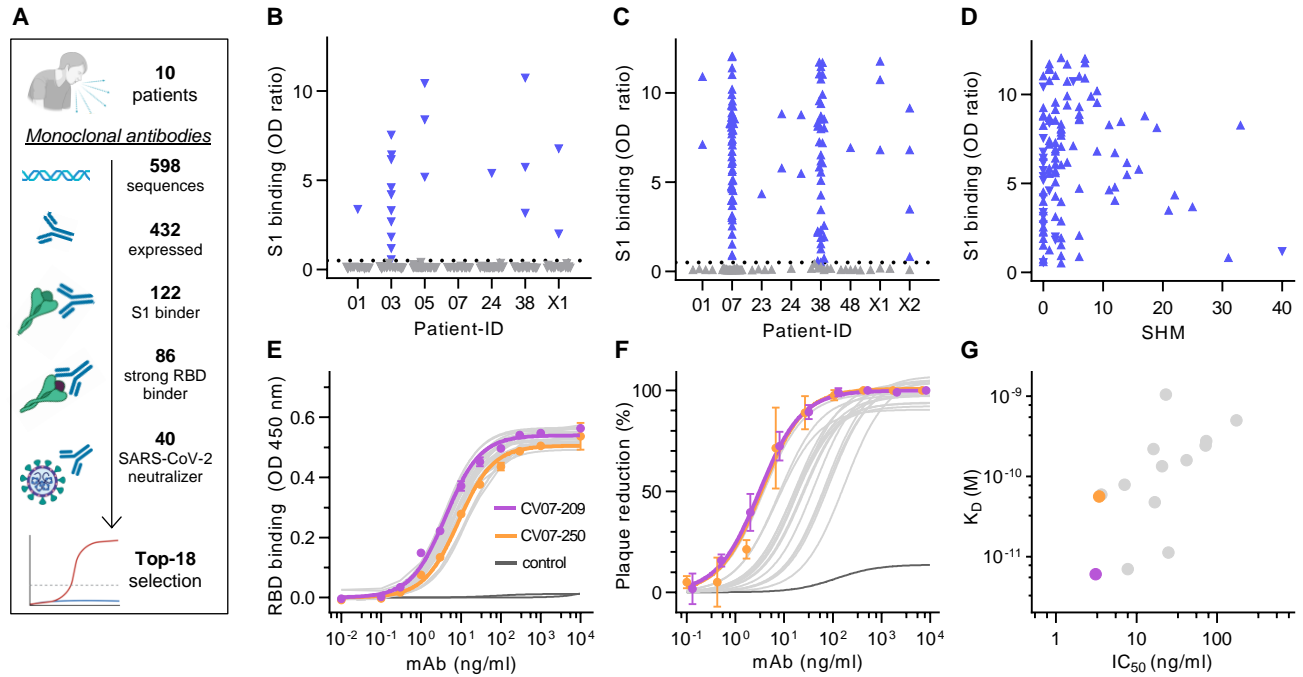 A
10
patients
Monoclonal antibodies
598
sequences
432
expressed
122
S1 binder
86
strong RBD
binder
40
SARS-CoV-2
neutralizer
Top-18
selection
B
S1 binding (OD ratio)
10
5
0
01 03 05 07 24 38 X1
Patient-ID
C
S1 binding (OD ratio)
10
5
0
01 07 23 24 38 48 X1 X2
Patient-ID
D
S1 binding (OD ratio)
10
5
0
0 10 20 30 40
SHM
E
RBD binding (OD 450 nm)
0.6
0.4
0.2
0.0
CV07-209
CV07-250
control
10-2 10-1 100 101 102 103 104
mAb (ng/ml)
F
Plaque reduction (%)
100
50
0
10-1 100 101 102 103 104
mAb (ng/ml)
G
KD (M)
10-9
10-10
10-11
1 10 100
IC50 (ng/ml)